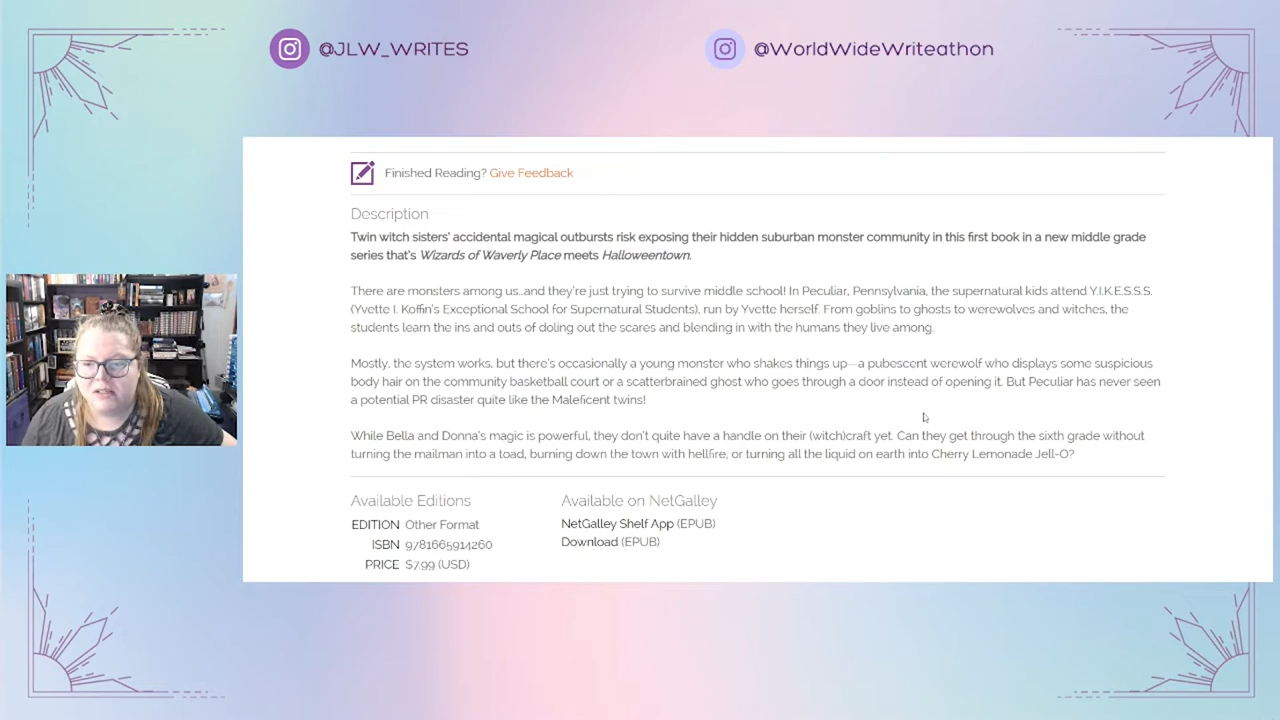 @JLW_WRITES
@WorldWideWriteathon
Finished Reading? Give Feedback
Description
Twin witch sisters' accidental magical outbursts risk exposing their hidden suburban monster community in this first book in a new middle grade
series that's Wizards of Waverly Place meets Halloweentown.
There are monsters among us…and they're just trying to survive middle school! In Peculiar, Pennsylvania, the supernatural kids attend Y.I.K.E.S.S.S.
(Yvette I. Koffin's Exceptional School for Supernatural Students), run by Yvette herself. From goblins to ghosts to werewolves and witches, the
students learn the ins and outs of doling out the scares and blending in with the humans they live among.
Mostly, the system works, but there's occasionally a young monster who shakes things up—a pubescent werewolf who displays some suspicious
body hair on the community basketball court or a scatterbrained ghost who goes through a door instead of opening it. But Peculiar has never seen
a potential PR disaster quite like the Maleficent twins!
While Bella and Donna's magic is powerful, they don't quite have a handle on their (witch)craft yet. Can they get through the sixth grade without
turning the mailman into a toad, burning down the town with hellfire, or turning all the liquid on earth into Cherry Lemonade Jell-O?
Available Editions
EDITION Other Format
ISBN 9781665914260
PRICE $7.99 (USD)
Available on NetGalley
NetGalley Shelf App (EPUB)
Download (EPUB)